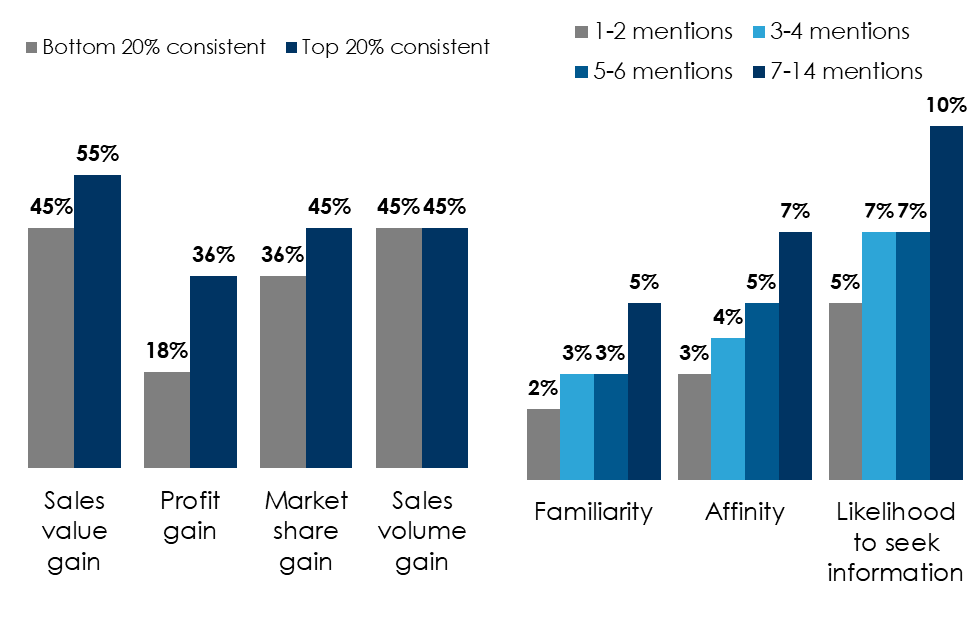 Bottom 20% consistent Top 20% consistent
55%
45%
18%
36%
36%
45%
45% 45%
Sales value gain
Profit gain
Market share gain
Sales volume gain
1-2 mentions 3-4 mentions
5-6 mentions 7-14 mentions
2%
3% 3%
5%
3%
4%
5%
7%
5%
7% 7%
10%
Familiarity
Affinity
Likelihood to seek information